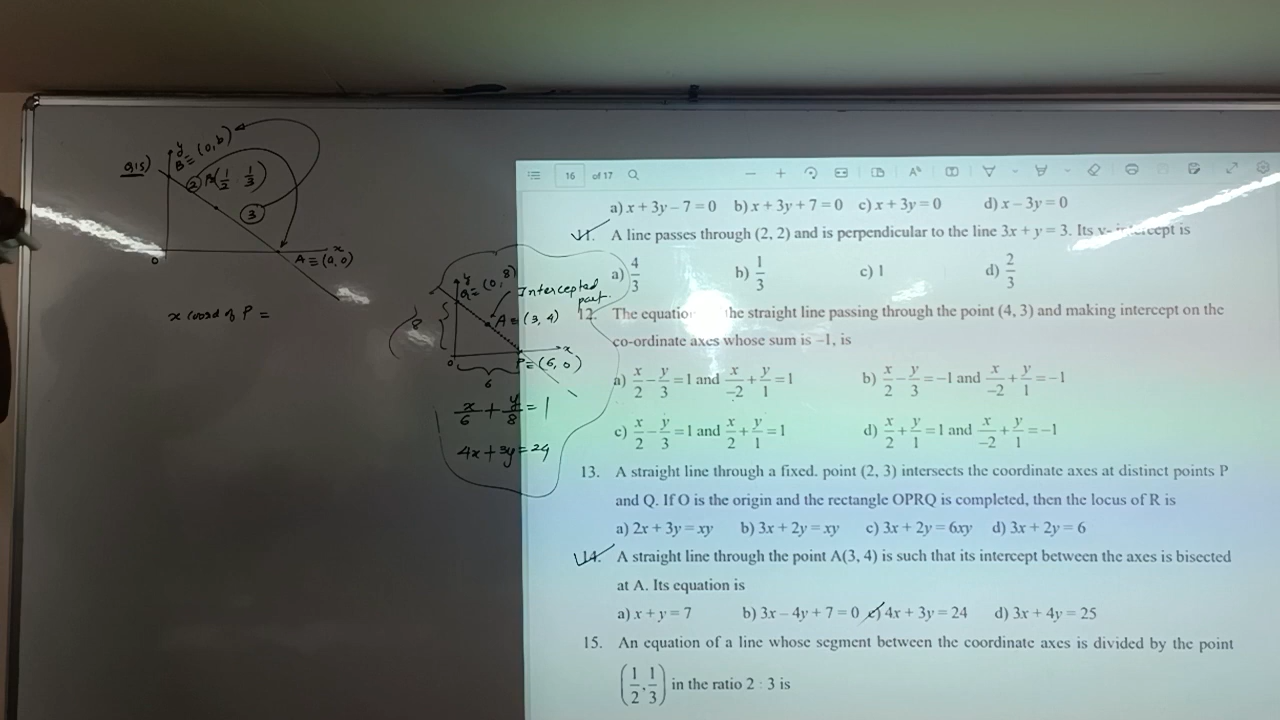 Q15)
y
B ≡ (0, b)
② P(1/2 1/3)
③
O
x
A ≡ (a, 0)
x coord of P =
y
Q ≡ (0, 8)
Intercepted
part.
A ≡ (3, 4)
8
O
x
P ≡ (6, 0)
6
x/6 + y/8 = 1
4x + 3y = 24
16 of 17
a) x + 3y – 7 = 0 b) x + 3y + 7 = 0 c) x + 3y = 0 d) x – 3y = 0
11. A line passes through (2, 2) and is perpendicular to the line 3x + y = 3. Its y- intercept is
a) 4/3 b) 1/3 c) 1 d) 2/3
12. The equation the straight line passing through the point (4, 3) and making intercept on the
co-ordinate axes whose sum is –1, is
a) x/2 – y/3 = 1 and x/-2 + y/1 = 1 b) x/2 – y/3 = –1 and x/-2 + y/1 = –1
c) x/2 – y/3 = 1 and x/2 + y/1 = 1 d) x/2 + y/1 = 1 and x/-2 + y/1 = –1
13. A straight line through a fixed. point (2, 3) intersects the coordinate axes at distinct points P
and Q. If O is the origin and the rectangle OPRQ is completed, then the locus of R is
a) 2x + 3y = xy b) 3x + 2y = xy c) 3x + 2y = 6xy d) 3x + 2y = 6
14. A straight line through the point A(3, 4) is such that its intercept between the axes is bisected
at A. Its equation is
a) x + y = 7 b) 3x – 4y + 7 = 0 c) 4x + 3y = 24 d) 3x + 4y = 25
15. An equation of a line whose segment between the coordinate axes is divided by the point
(1/2, 1/3) in the ratio 2 : 3 is